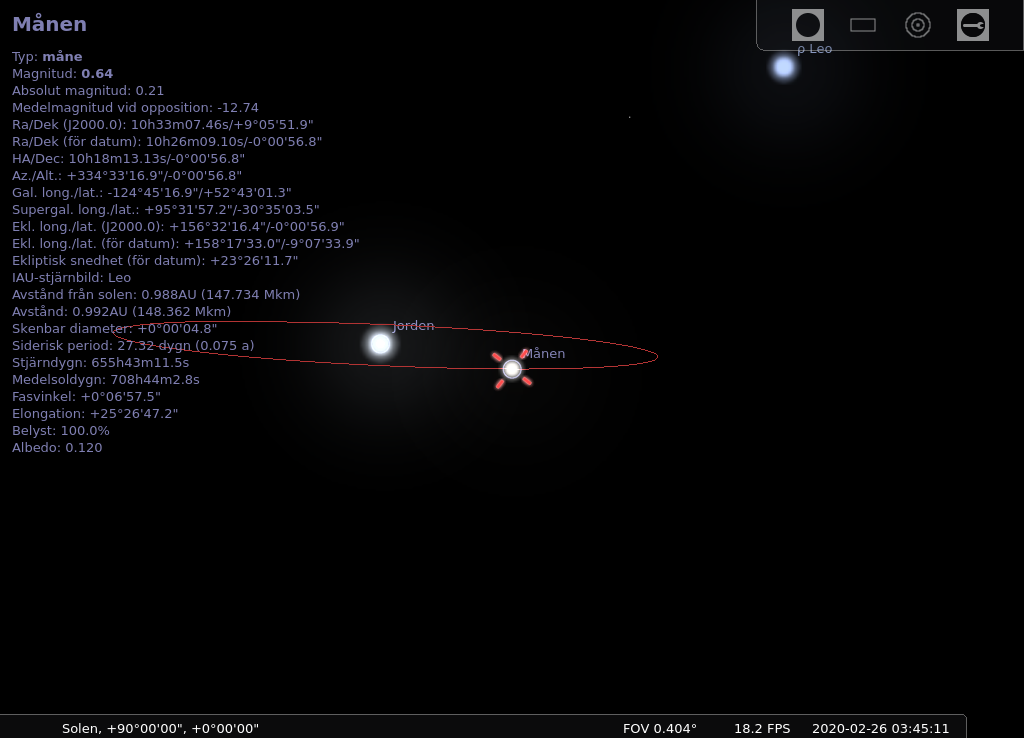 Månen
Typ: måne
Magnitud: 0.64
Absolut magnitud: 0.21
Medelmagnitud vid opposition: -12.74
Ra/Dek (J2000.0): 10h33m07.46s/+9°05'51.9"
Ra/Dek (för datum): 10h26m09.10s/-0°00'56.8"
HA/Dec: 10h18m13.13s/-0°00'56.8"
Az./Alt.: +334°33'16.9"/-0°00'56.8"
Gal. long./lat.: -124°45'16.9"/+52°43'01.3"
Supergal. long./lat.: +95°31'57.2"/-30°35'03.5"
Ekl. long./lat. (J2000.0): +156°32'16.4"/-0°00'56.9"
Ekl. long./lat. (för datum): +158°17'33.0"/-9°07'33.9"
Ekliptisk snedhet (för datum): +23°26'11.7"
IAU-stjärnbild: Leo
Avstånd från solen: 0.988AU (147.734 Mkm)
Avstånd: 0.992AU (148.362 Mkm)
Skenbar diameter: +0°00'04.8"
Siderisk period: 27.32 dygn (0.075 a)
Stjärndygn: 655h43m11.5s
Medelsoldygn: 708h44m2.8s
Fasvinkel: +0°06'57.5"
Elongation: +25°26'47.2"
Belyst: 100.0%
Albedo: 0.120
ρ Leo
Jorden
Månen
Solen, +90°00'00", +0°00'00"
FOV 0.404°
18.2 FPS
2020-02-26 03:45:11